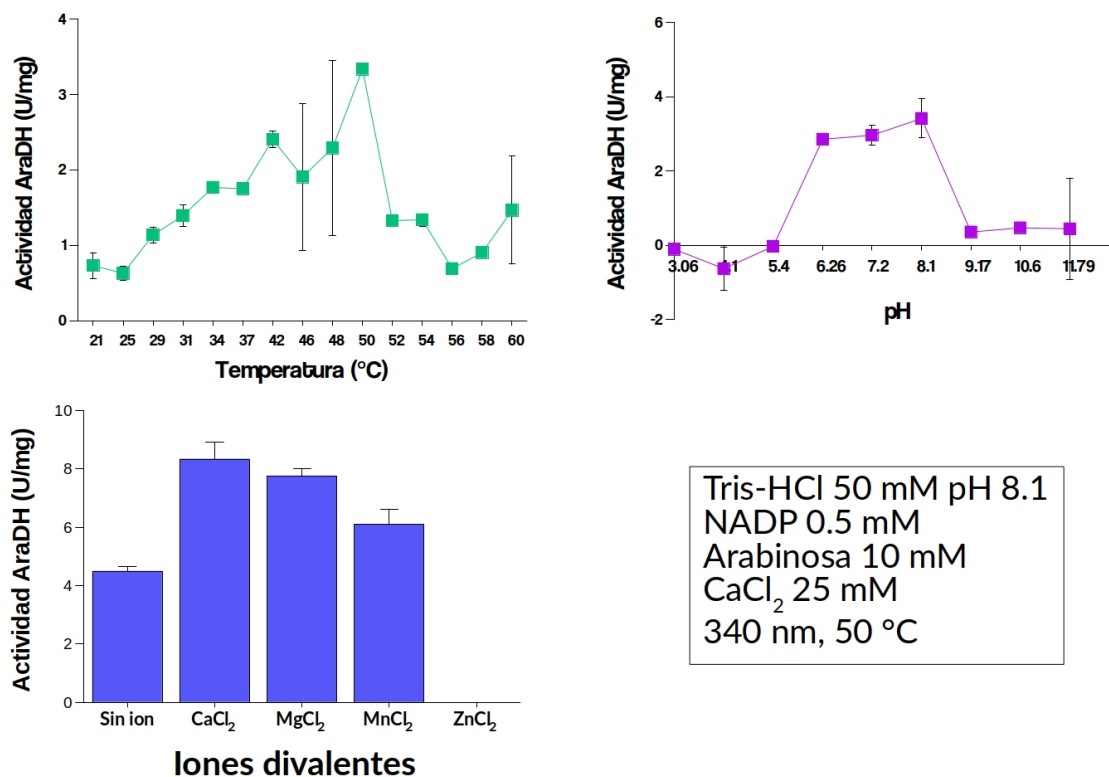 Actividad AraDH (U/mg)
4
3
2
1
0
21 25 29 31 34 37 42 46 48 50 52 54 56 58 60
Temperatura (°C)
Actividad AraDH (U/mg)
6
4
2
0
-2
3.06 4.1 5.4 6.26 7.2 8.1 9.17 10.6 11.79
pH
Actividad AraDH (U/mg)
10
8
6
4
2
0
Sin ion CaCl₂ MgCl₂ MnCl₂ ZnCl₂
Iones divalentes
Tris-HCl 50 mM pH 8.1
NADP 0.5 mM
Arabinosa 10 mM
CaCl₂ 25 mM
340 nm, 50 °C